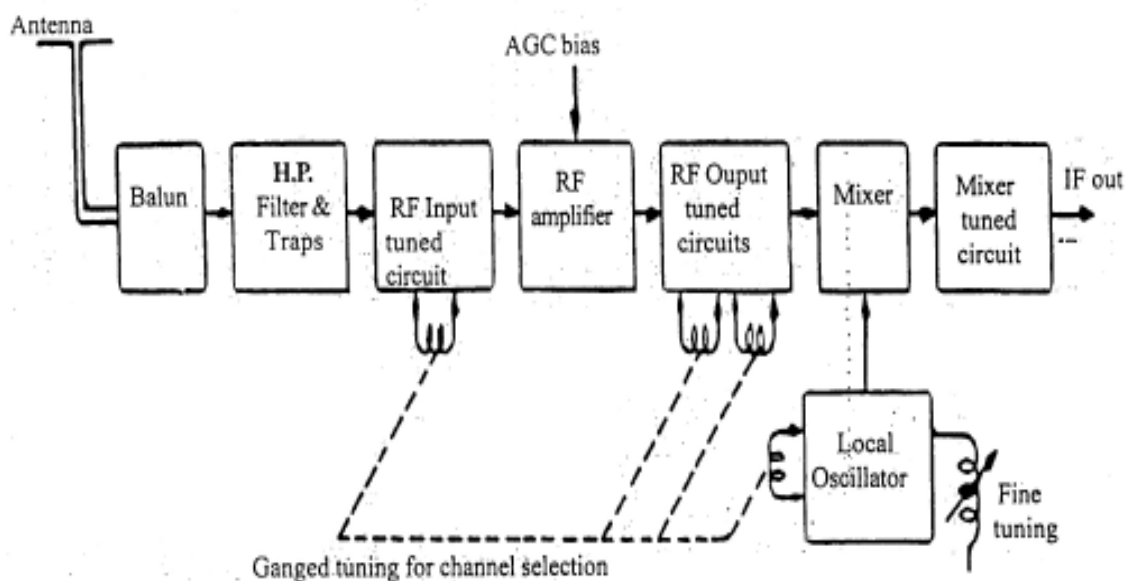 Antenna
AGC bias
Balun
H.P.
Filter &
Traps
RF Input
tuned
circuit
RF
amplifier
RF Ouput
tuned
circuits
Mixer
Mixer
tuned
circuit
IF out
Local
Oscillator
Fine
tuning
Ganged tuning for channel selection